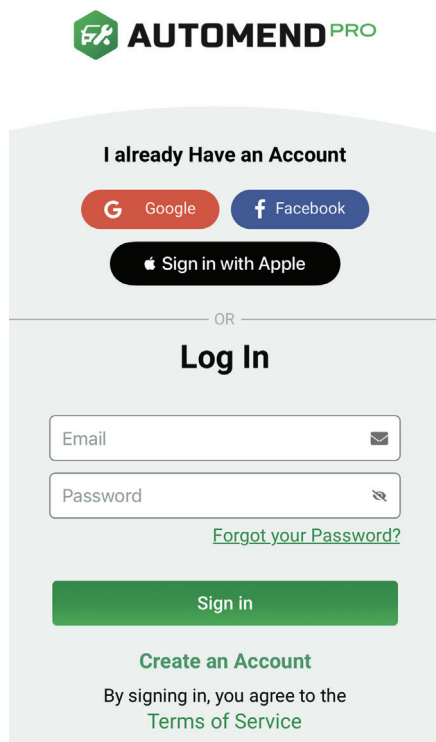 AUTOMEND PRO
I already Have an Account
Google
Facebook
Sign in with Apple
OR
Log In
Email
Password
Forgot your Password?
Sign in
Create an Account
By signing in, you agree to the
Terms of Service